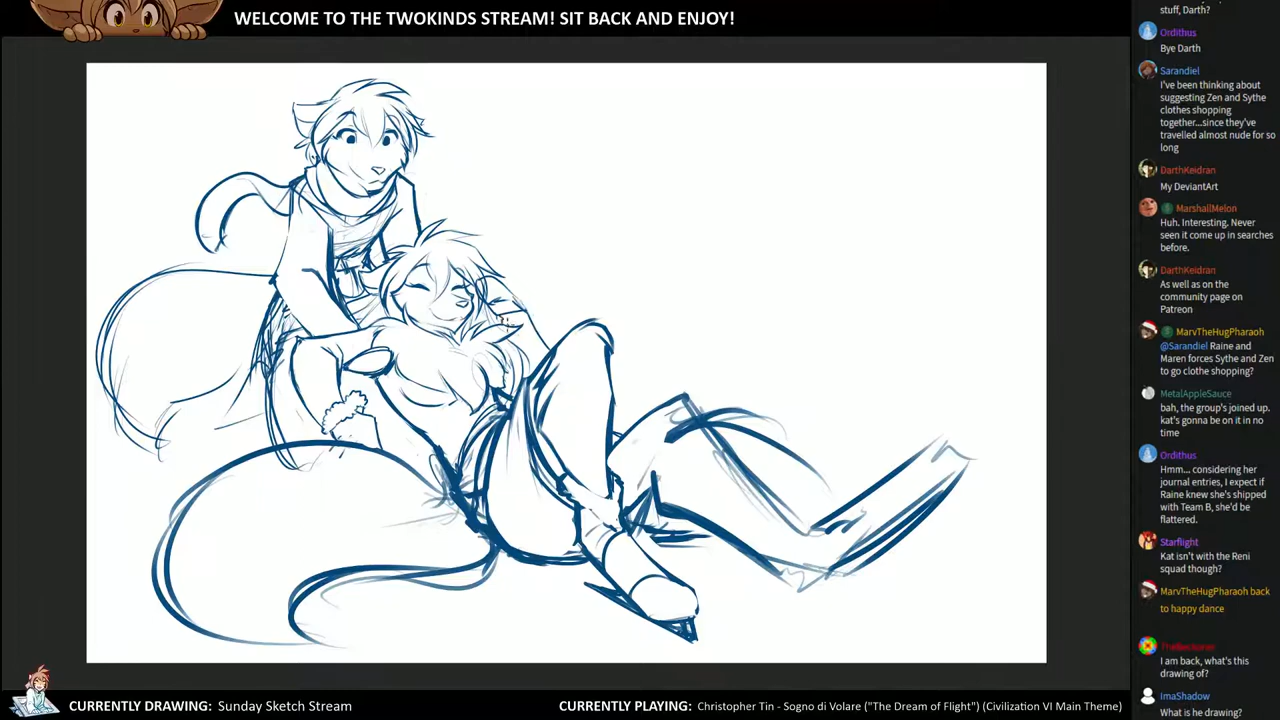 WELCOME TO THE TWOKINDS STREAM! SIT BACK AND ENJOY!
stuff, Darth?
Ordithus
Bye Darth
Sarandiel
I've been thinking about
suggesting Zen and Sythe
clothes shopping
together...since they've
travelled almost nude for so
long
DarthKeidran
My DeviantArt
MarshallMelon
Huh. Interesting. Never
seen it come up in searches
before.
DarthKeidran
As well as on the
community page on
Patreon
MarvTheHugPharaoh
@Sarandiel Raine and
Maren forces Sythe and Zen
to go clothe shopping?
MetalAppleSauce
bah, the group's joined up.
kat's gonna be on it in no
time
Ordithus
Hmm... considering her
journal entries, I expect if
Raine knew she's shipped
with Team B, she'd be
flattered.
Starflight
Kat isn't with the Reni
squad though?
MarvTheHugPharaoh back
to happy dance
I am back, what's this
drawing of?
ImaShadow
What is he drawing?
CURRENTLY DRAWING: Sunday Sketch Stream
CURRENTLY PLAYING: Christopher Tin - Sogno di Volare ("The Dream of Flight") (Civilization VI Main Theme)